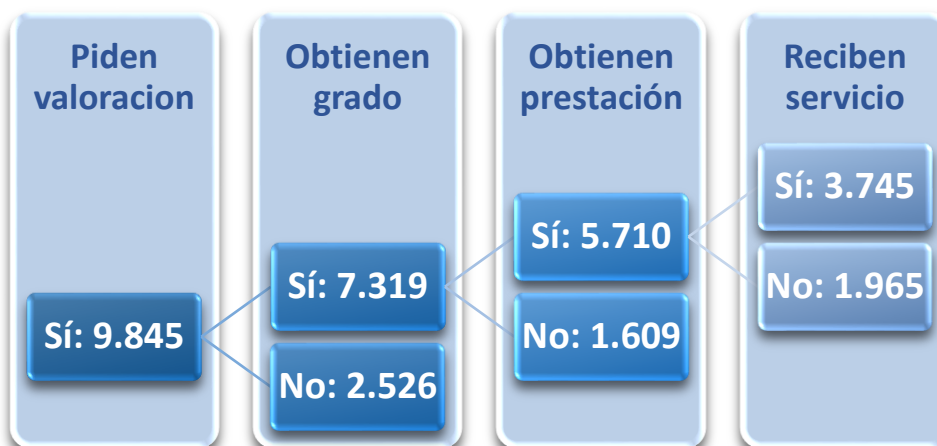 Piden
valoracion
Sí: 9.845
Obtienen
grado
Sí: 7.319
No: 2.526
Obtienen
prestación
Sí: 5.710
No: 1.609
Reciben
servicio
Sí: 3.745
No: 1.965